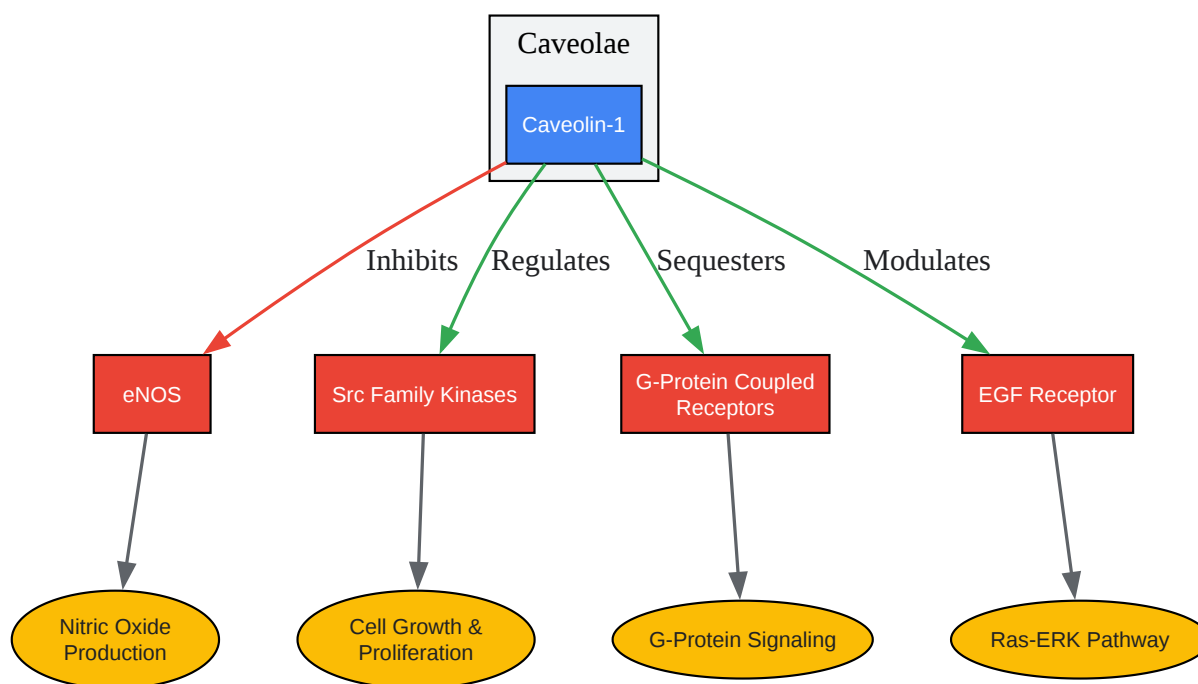 Caveolae
Caveolin-1
Inhibits
Regulates
Sequesters
Modulates
eNOS
Src Family Kinases
G-Protein Coupled
Receptors
EGF Receptor
Nitric Oxide
Production
Cell Growth &
Proliferation
G-Protein Signaling
Ras-ERK Pathway